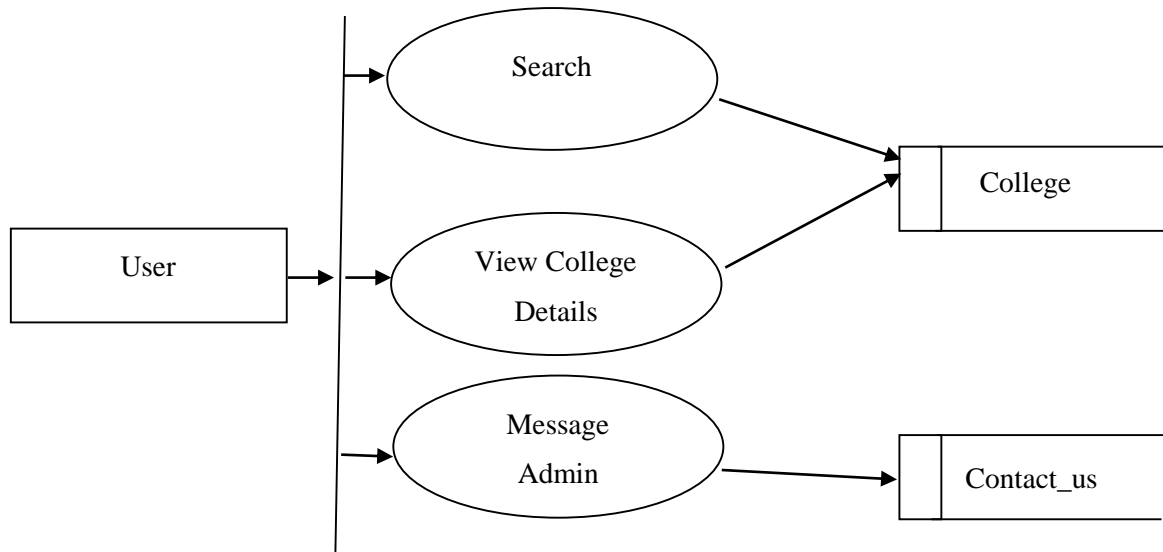 Search
College
User
View College
Details
Message
Admin
Contact_us